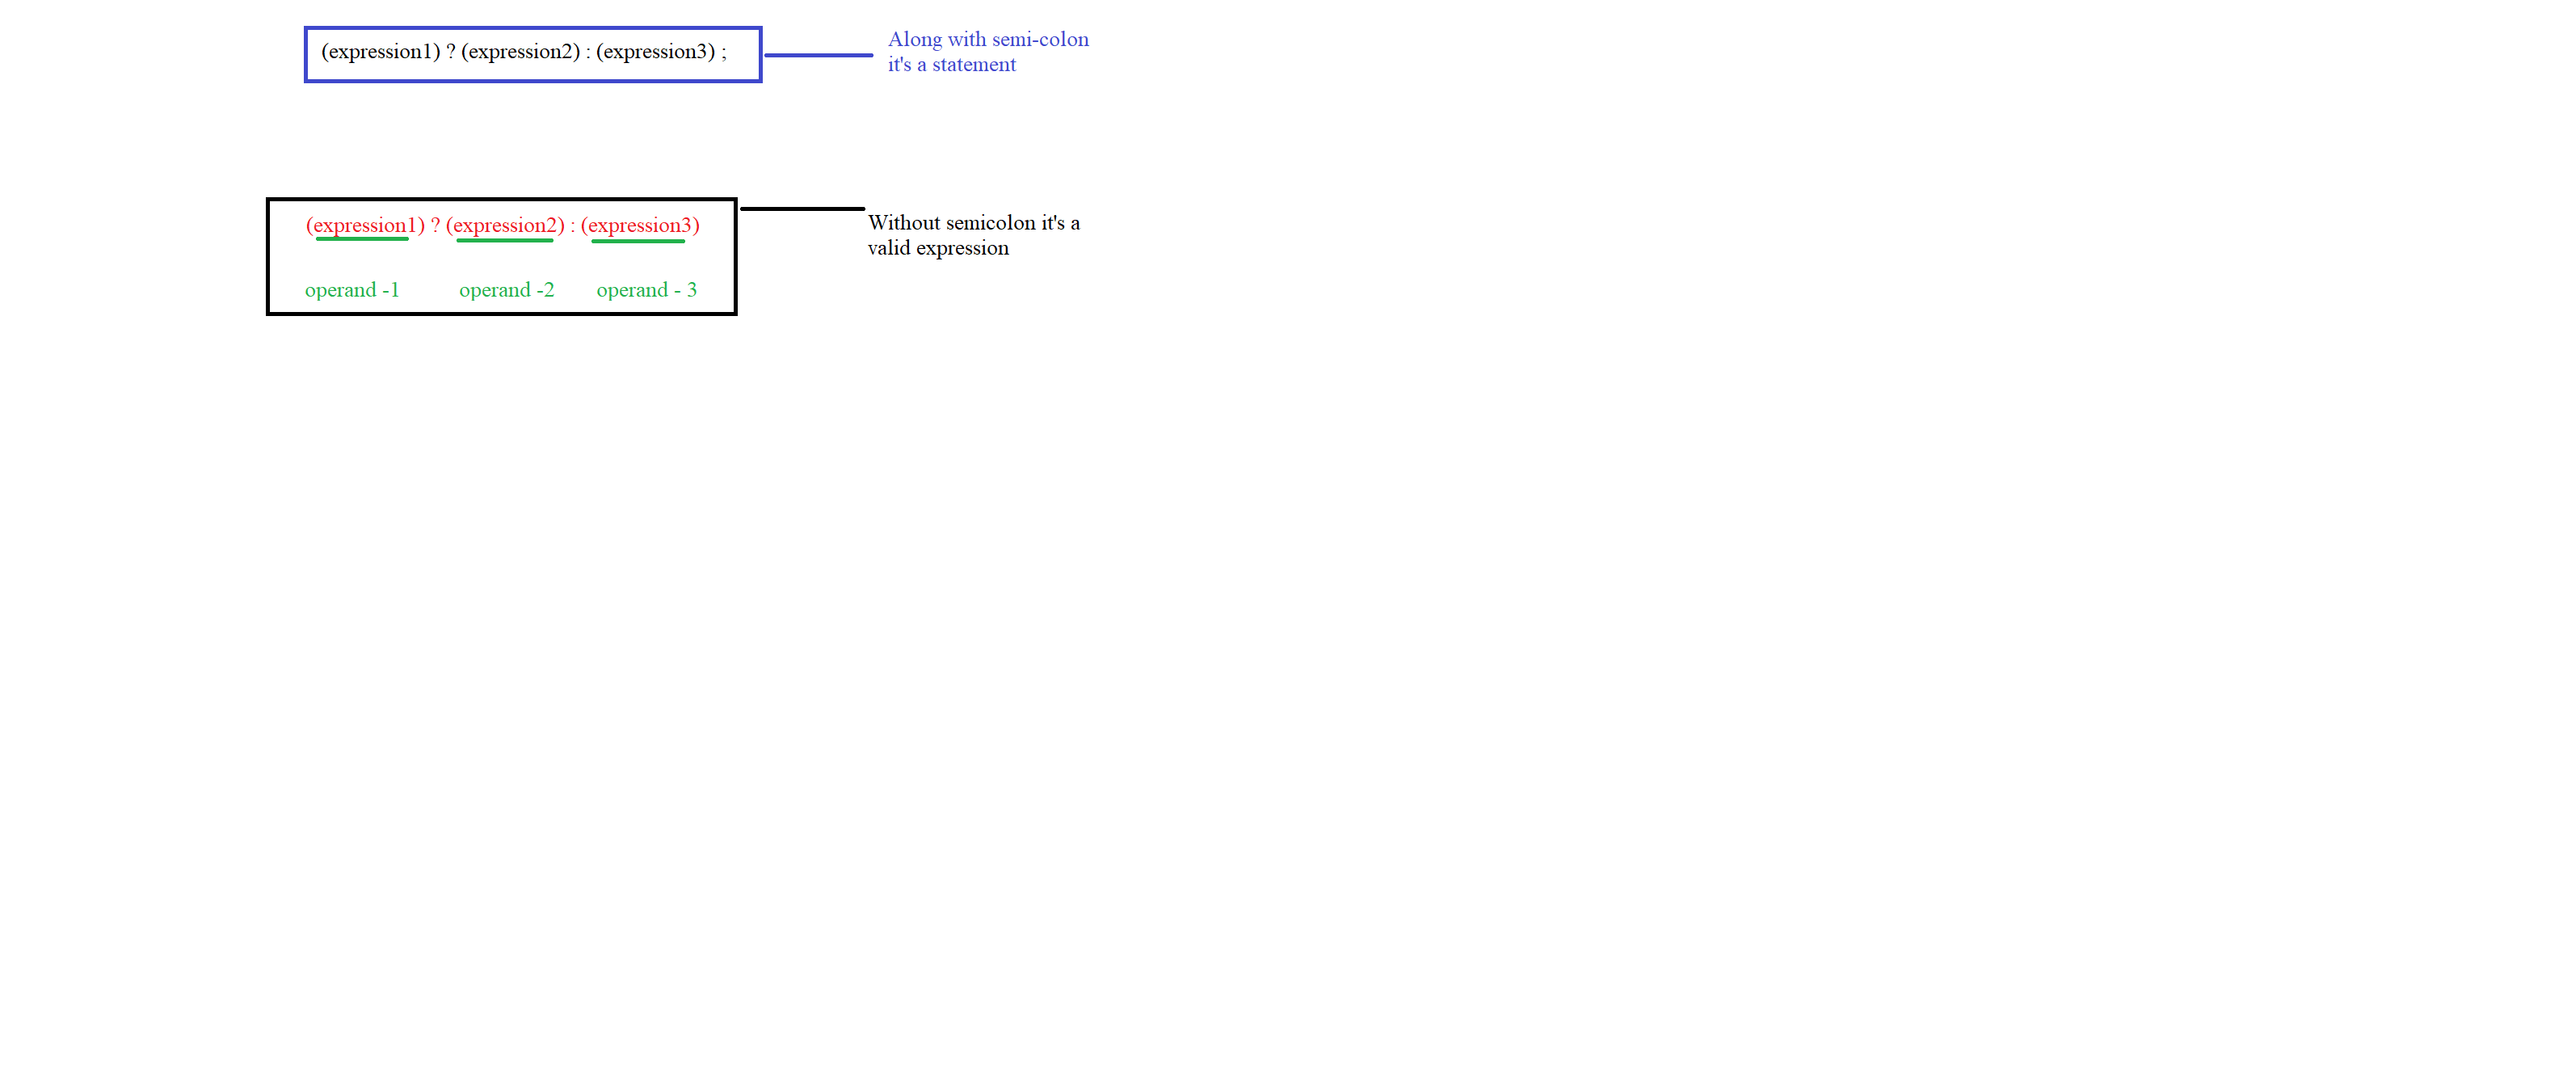 (expression1) ? (expression2) : (expression3) ;
Along with semi-colon
it's a statement
(expression1) ? (expression2) : (expression3)
operand -1 operand -2 operand - 3
Without semicolon it's a
valid expression